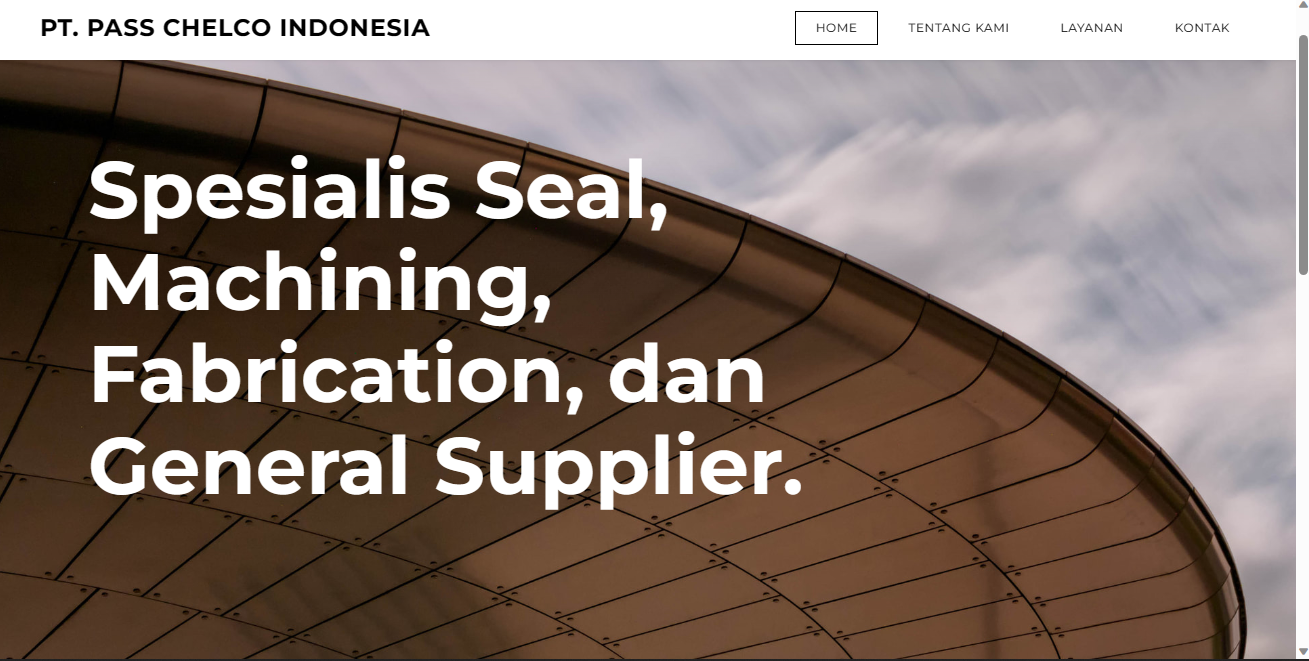 PT. PASS CHELCO INDONESIA
HOME
TENTANG KAMI
LAYANAN
KONTAK
Spesialis Seal,
Machining,
Fabrication, dan
General Supplier.